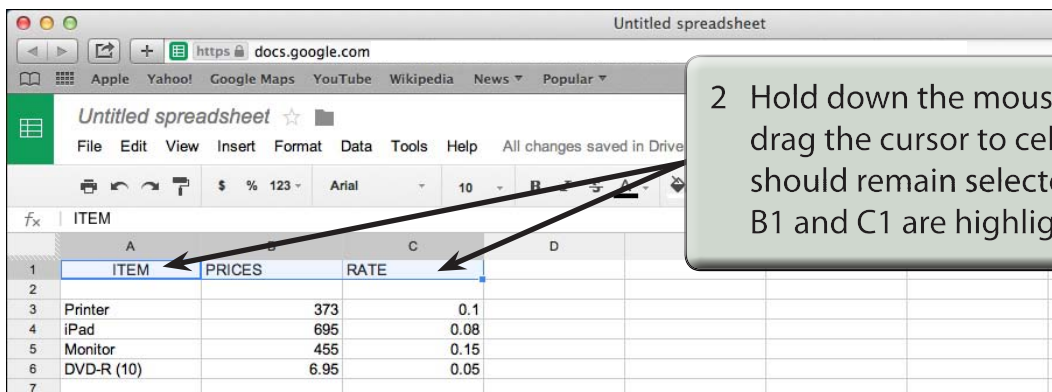 Untitled spreadsheet
https docs.google.com
Apple Yahoo! Google Maps YouTube Wikipedia News Popular
Untitled spreadsheet
File Edit View Insert Format Data Tools Help All changes saved in Drive
$ % 123 Arial 10 B I S A
fx ITEM
A B C D
1 ITEM PRICES RATE
2
3 Printer 373 0.1
4 iPad 695 0.08
5 Monitor 455 0.15
6 DVD-R (10) 6.95 0.05
7
2 Hold down the mous
drag the cursor to cel
should remain selecte
B1 and C1 are highlig